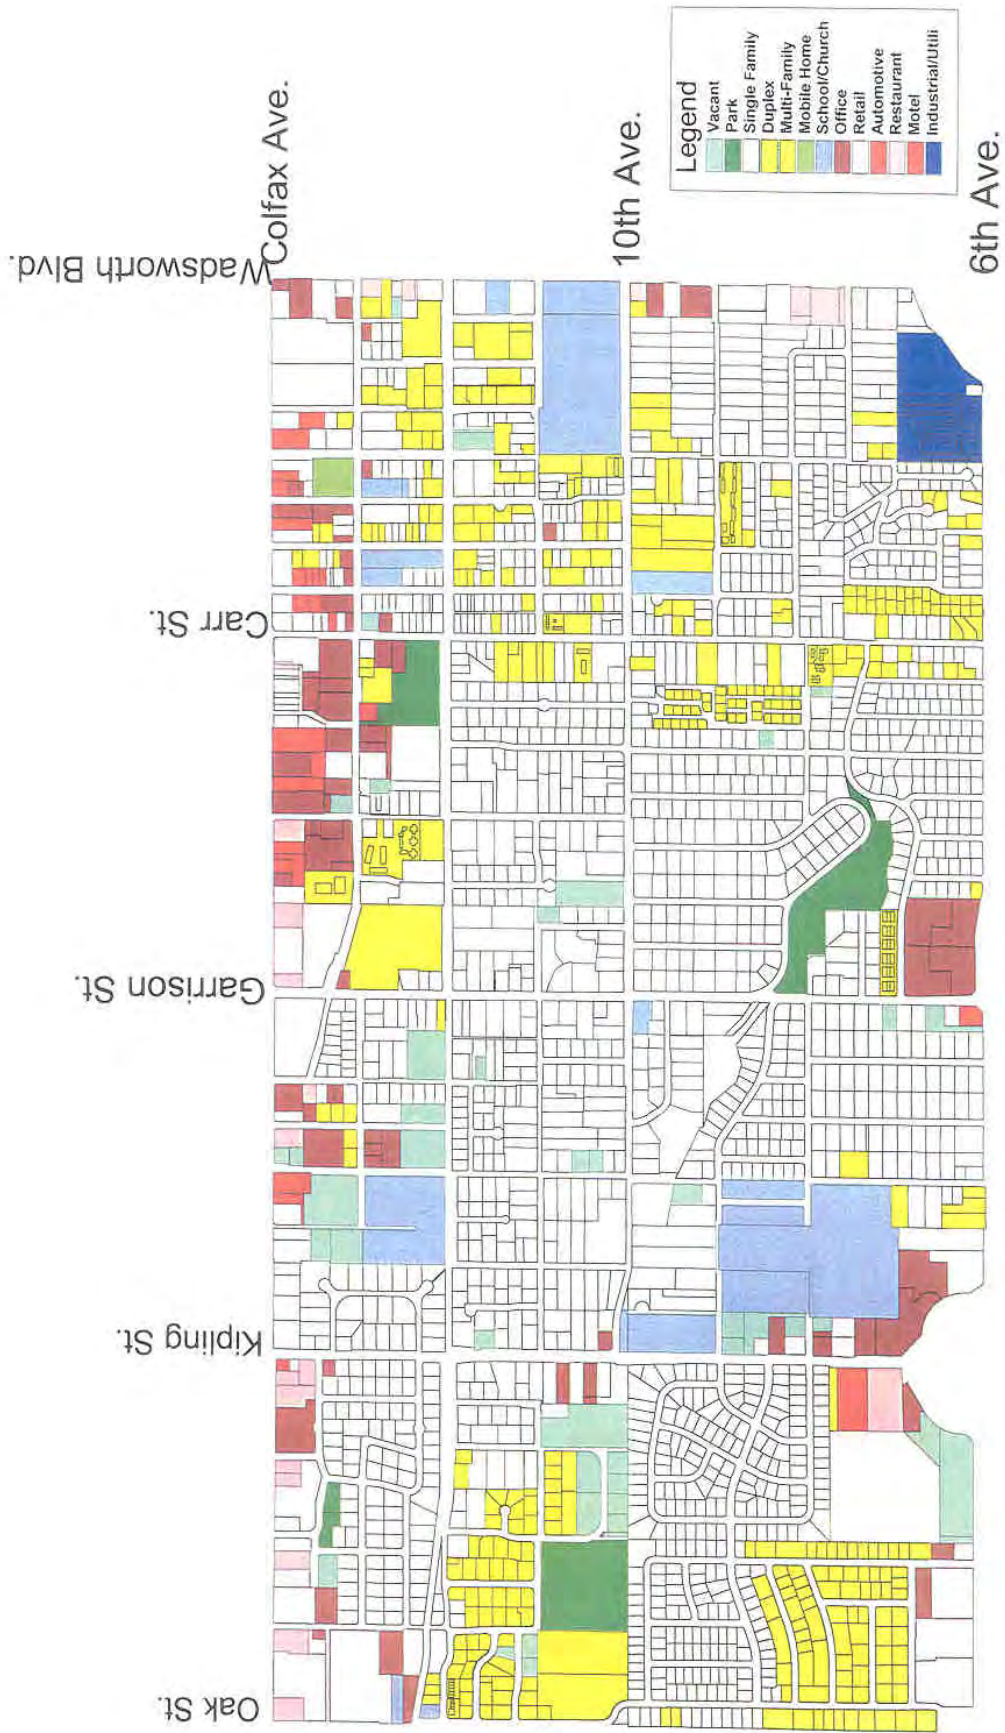 Wadsworth Blvd.
Colfax Ave.
10th Ave.
6th Ave.
Carr St.
Garrison St.
Kipling St.
Oak St.
Legend
Vacant
Park
Single Family
Duplex
Multi-Family
Mobile Home
School/Church
Office
Retail
Automotive
Restaurant
Motel
Industrial/Utili